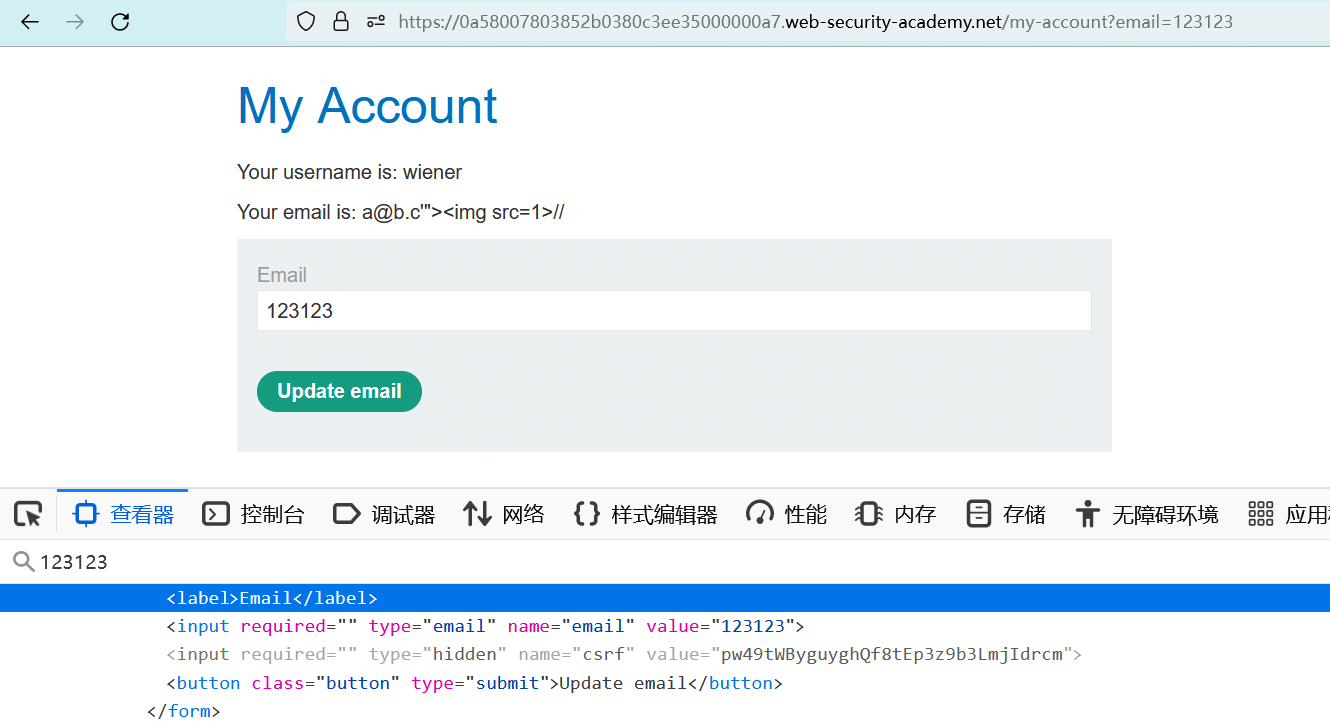 https://0a58007803852b0380c3ee35000000a7.web-security-academy.net/my-account?email=123123
My Account
Your username is: wiener
Your email is: a@b.c'"><img src=1>//
Email
123123
Update email
查看器 控制台 调试器 网络 样式编辑器 性能 内存 存储 无障碍环境 应用
123123
<label>Email</label>
<input required="" type="email" name="email" value="123123">
<input required="" type="hidden" name="csrf" value="pw49tWByguyghQf8tEp3z9b3LmjIdrcm">
<button class="button" type="submit">Update email</button>
</form>